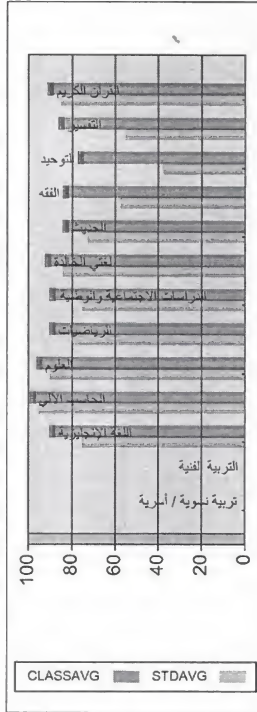 القرآن الكريم
التفسير
التوحيد
الفقه
الحديث
لغتي الخالدة
الدراسات الاجتماعية والوطنية
الرياضيات
العلوم
الحاسب الآلي
اللغة الإنجليزية
التربية الفنية
تربية نسوية / أسرية
100
80
60
40
20
0
CLASSAVG STDAVG